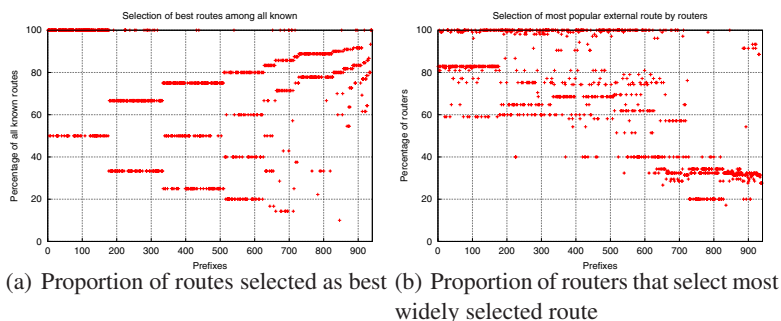 Selection of best routes among all known
Percentage of all known routes
100
80
60
40
20
0
0 100 200 300 400 500 600 700 800 900
Prefixes
(a) Proportion of routes selected as best
Selection of most popular external route by routers
Percentage of routers
100
80
60
40
20
0
0 100 200 300 400 500 600 700 800 900
Prefixes
(b) Proportion of routers that select most
widely selected route